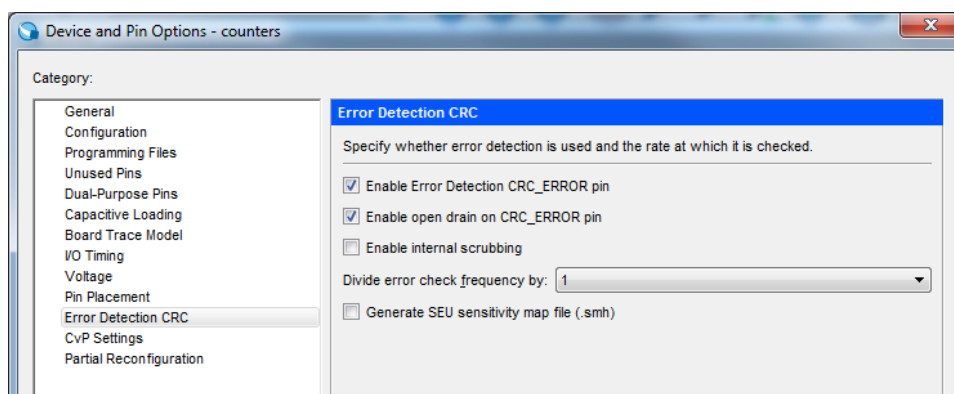 Device and Pin Options - counters
Category:
General
Configuration
Programming Files
Unused Pins
Dual-Purpose Pins
Capacitive Loading
Board Trace Model
I/O Timing
Voltage
Pin Placement
Error Detection CRC
CvP Settings
Partial Reconfiguration
Error Detection CRC
Specify whether error detection is used and the rate at which it is checked.
Enable Error Detection CRC_ERROR pin
Enable open drain on CRC_ERROR pin
Enable internal scrubbing
Divide error check frequency by: 1
Generate SEU sensitivity map file (.smh)